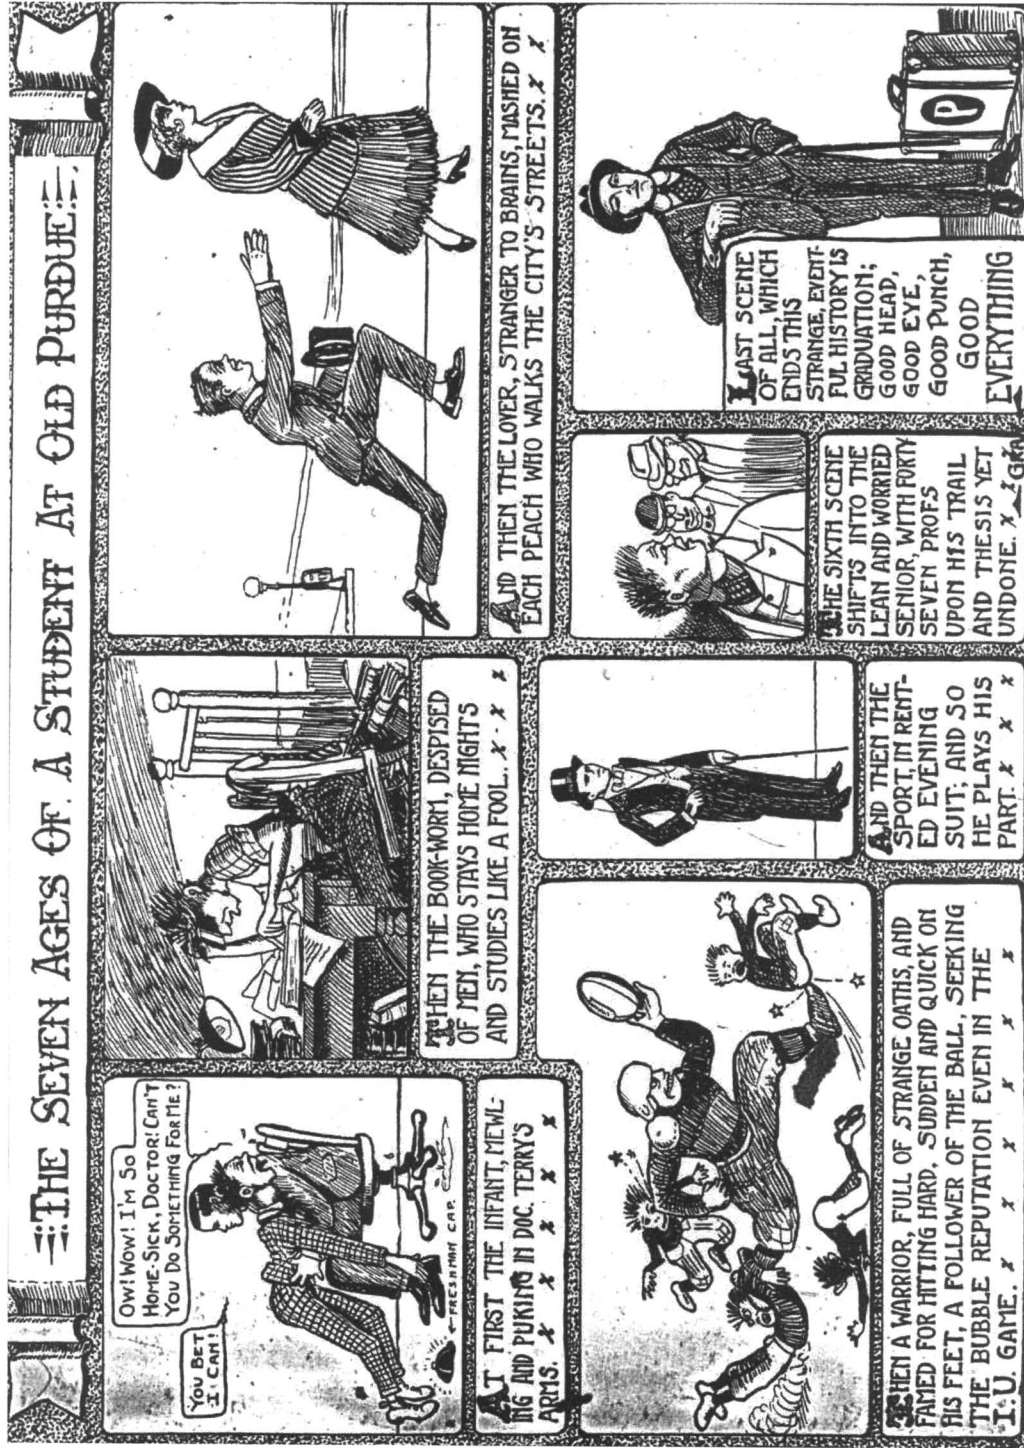 THE SEVEN AGES OF A STUDENT AT OLD PURDUE
OW! WOW! I'M SO
HOME-SICK, DOCTOR! CAN'T
YOU DO SOMETHING FOR ME?
YOU BET
I CAN!
FRESHMAN CAP.
AT FIRST THE INFANT, MEWL-
ING AND PUKING IN DOC. TERRY'S
ARMS. x x x x x x
THEN THE BOOK-WORM, DESPISED
OF MEN, WHO STAYS HOME NIGHTS
AND STUDIES LIKE A FOOL. x - x x
AND THEN THE LOVER, STRANGER TO BRAINS, MASHED ON
EACH PEACH WHO WALKS THE CITY'S STREETS. x x
THEN A WARRIOR, FULL OF STRANGE OATHS, AND
FAMED FOR HITTING HARD, SUDDEN AND QUICK ON
HIS FEET, A FOLLOWER OF THE BALL, SEEKING
THE BUBBLE REPUTATION EVEN IN THE
I.U. GAME. x x x x x x x
AND THEN THE
SPORT, IN RENT-
ED EVENING
SUIT; AND SO
HE PLAYS HIS
PART. x x x x
THE SIXTH SCENE
SHIFTS INTO THE
LEAN AND WORRIED
SENIOR, WITH FORTY
SEVEN PROFS
UPON HIS TRAIL
AND THESIS YET
UNDONE. x x x
LAST SCENE
OF ALL, WHICH
ENDS THIS
STRANGE, EVENT-
FUL HISTORY IS
GRADUATION;
GOOD HEAD,
GOOD EYE,
GOOD PUNCH,
GOOD
EVERYTHING
P